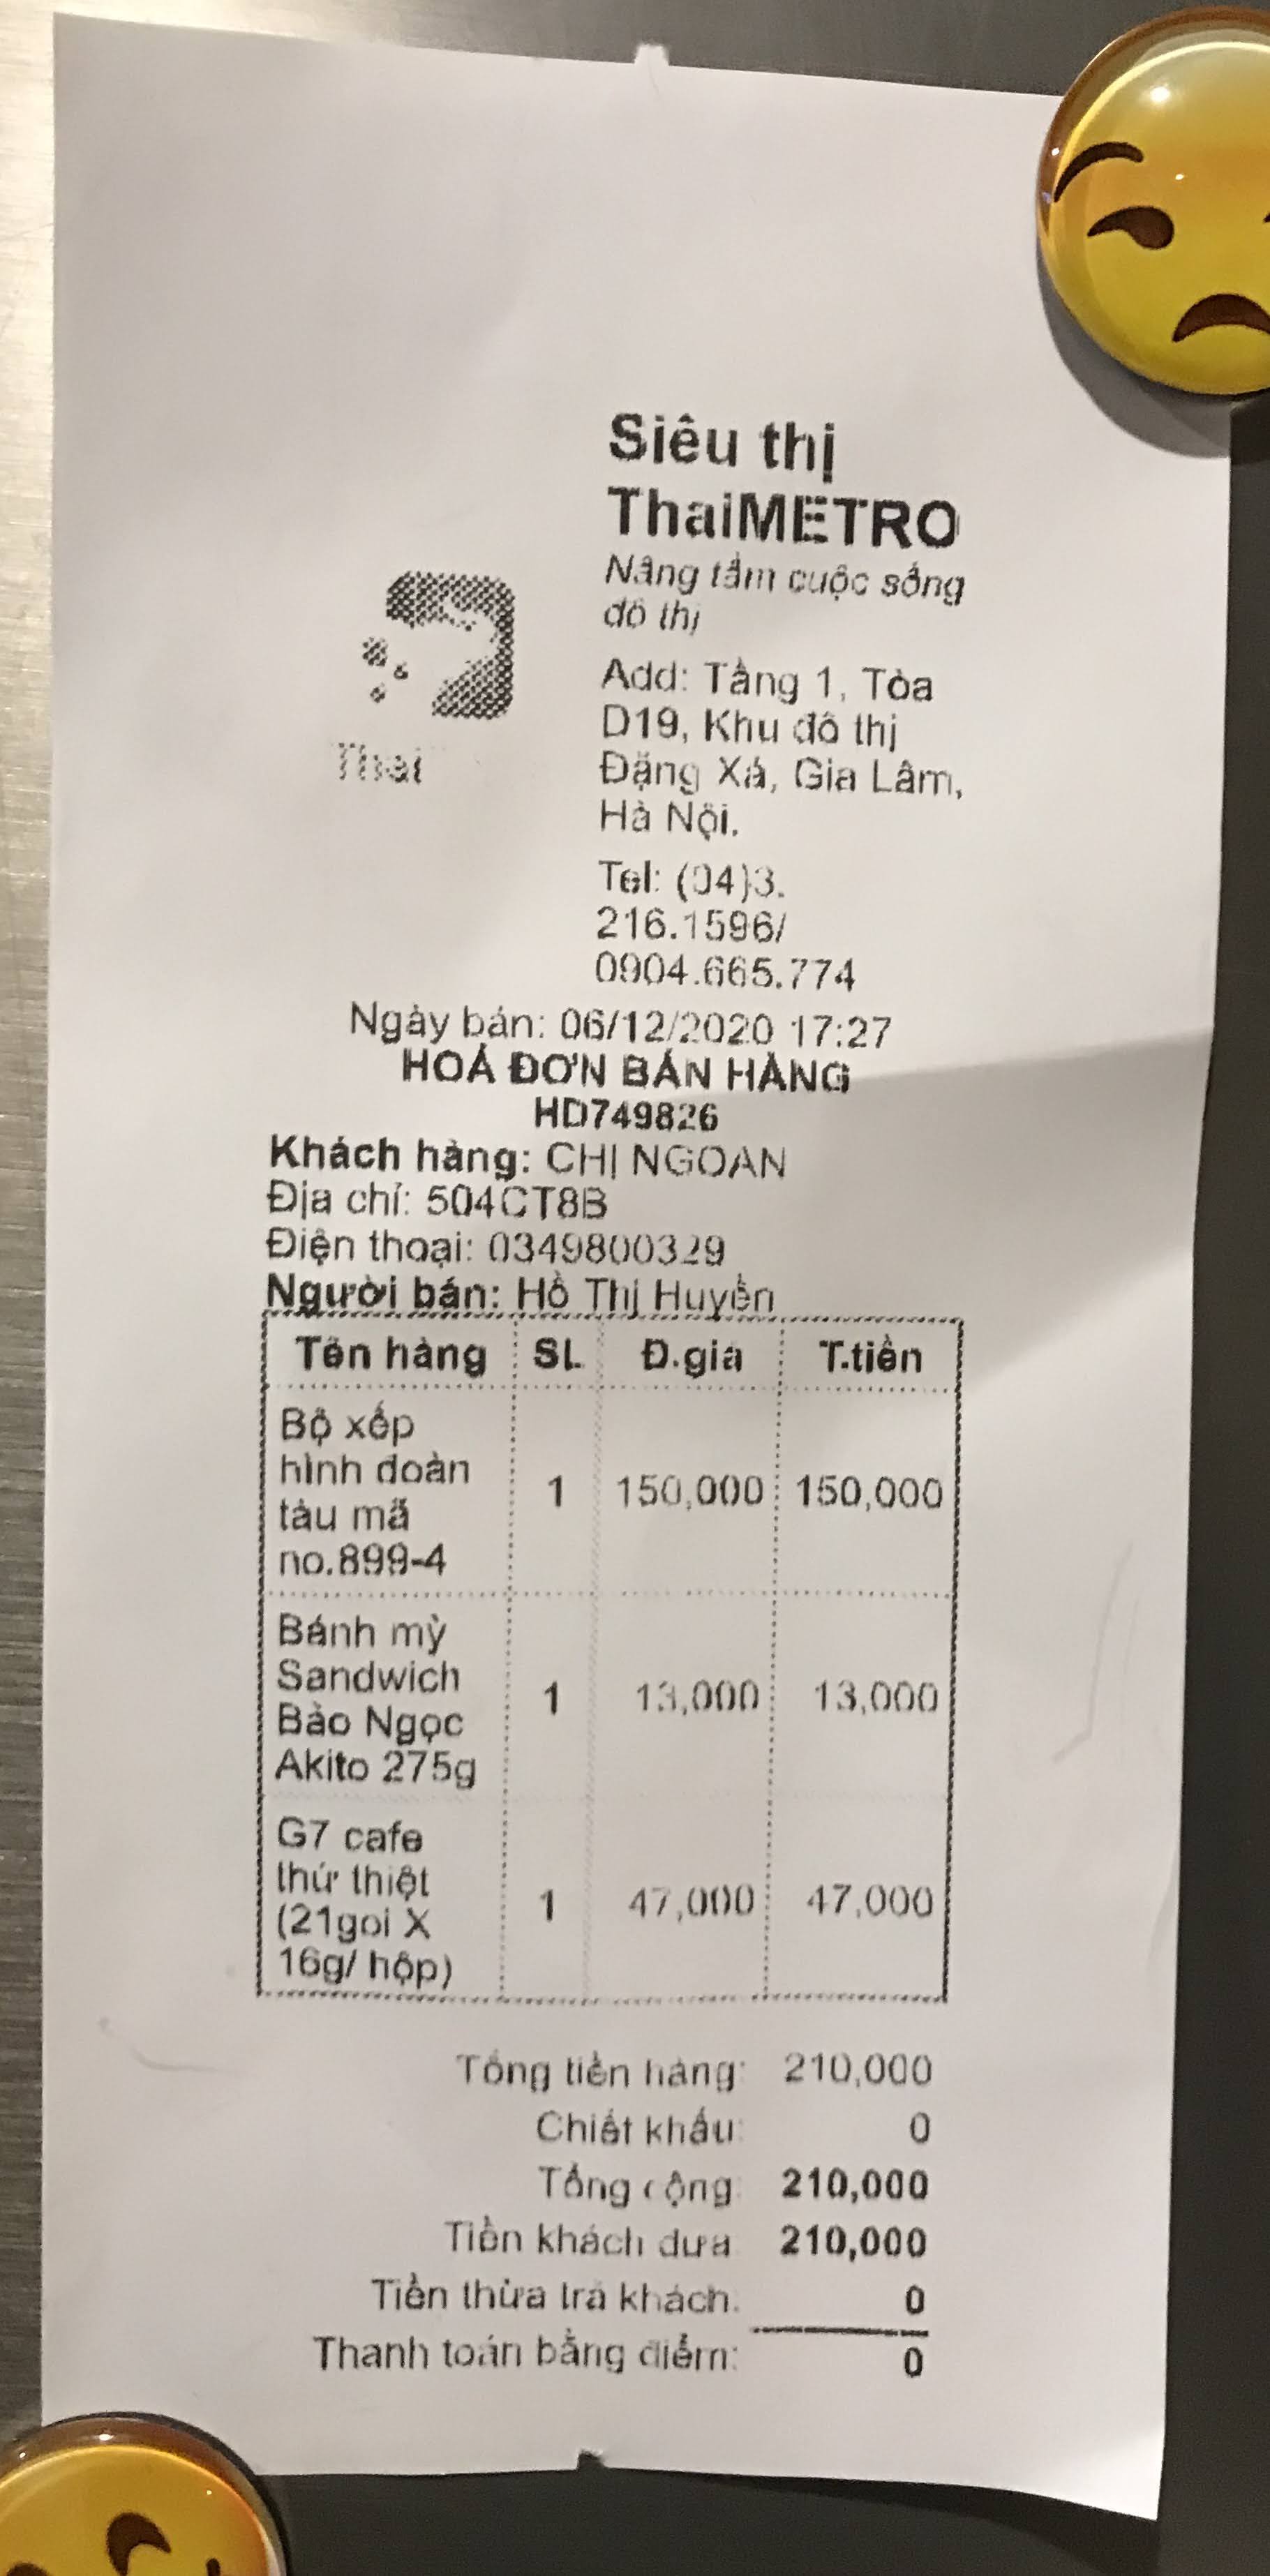 Siêu thị
ThaiMETRO
Nâng tầm cuộc sống
đô thị
Thai
Add: Tầng 1, Tòa
D19, Khu đô thị
Đặng Xá, Gia Lâm,
Hà Nội.
Tel: (04)3.
216.1596/
0904.665.774
Ngày bán: 06/12/2020 17:27
HOÁ ĐƠN BÁN HÀNG
HD749826
Khách hàng: CHỊ NGOAN
Địa chỉ: 504CT8B
Điện thoại: 0349800329
Người bán: Hồ Thị Huyền
Tên hàng SL Đ.giá T.tiền
Bộ xếp
hình đoàn
tàu mã
no.899-4
1 150,000 150,000
Bánh mỳ
Sandwich
Bảo Ngọc
Akito 275g
1 13,000 13,000
G7 cafe
thứ thiệt
(21goi X
16g/ hộp)
1 47,000 47,000
Tổng tiền hàng: 210,000
Chiết khấu: 0
Tổng cộng: 210,000
Tiền khách đưa: 210,000
Tiền thừa trả khách: 0
Thanh toán bằng điểm: 0